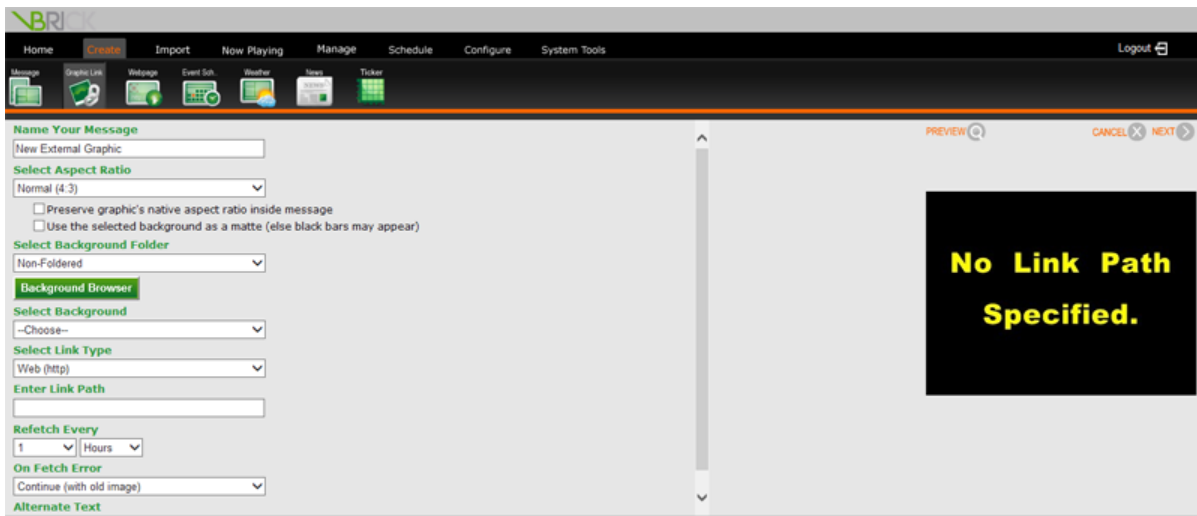 VBRICK
Home Create Import Now Playing Manage Schedule Configure System Tools Logout
Message Graphic Link Webpage Event Sch. Weather News Ticker
NEWS
Name Your Message
New External Graphic
Select Aspect Ratio
Normal (4:3)
Preserve graphic's native aspect ratio inside message
Use the selected background as a matte (else black bars may appear)
Select Background Folder
Non-Foldered
Background Browser
Select Background
--Choose--
Select Link Type
Web (http)
Enter Link Path
Refetch Every
1 Hours
On Fetch Error
Continue (with old image)
Alternate Text
PREVIEW CANCEL NEXT
No Link Path
Specified.